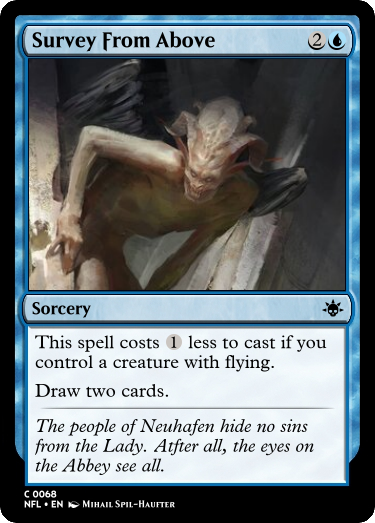 Survey From Above 2
Sorcery
This spell costs 1 less to cast if you
control a creature with flying.
Draw two cards.
The people of Neuhafen hide no sins
from the Lady. Atfter all, the eyes on
the Abbey see all.
C 0068
NFL • EN Mihail Spil-Haufter